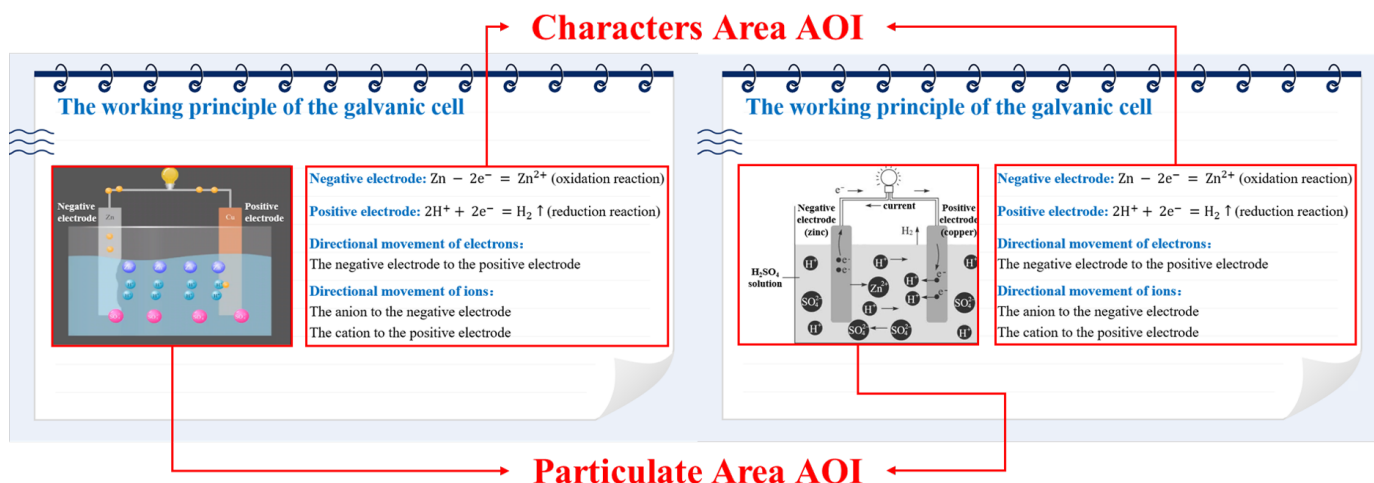 Characters Area AOI
The working principle of the galvanic cell
Negative
electrode
Zn
Cu
Positive
electrode
Negative electrode: Zn − 2e⁻ = Zn²⁺ (oxidation reaction)
Positive electrode: 2H⁺ + 2e⁻ = H₂ ↑ (reduction reaction)
Directional movement of electrons:
The negative electrode to the positive electrode
Directional movement of ions:
The anion to the negative electrode
The cation to the positive electrode
The working principle of the galvanic cell
e⁻
current
Negative
electrode
(zinc)
Positive
electrode
(copper)
H₂
H₂SO₄
solution
H⁺
H⁺
H⁺
e⁻
e⁻
H⁺
H⁺
Zn²⁺
H⁺
e⁻
SO₄²⁻
H⁺
SO₄²⁻
H⁺
SO₄²⁻
SO₄²⁻
H⁺
Negative electrode: Zn − 2e⁻ = Zn²⁺ (oxidation reaction)
Positive electrode: 2H⁺ + 2e⁻ = H₂ ↑ (reduction reaction)
Directional movement of electrons:
The negative electrode to the positive electrode
Directional movement of ions:
The anion to the negative electrode
The cation to the positive electrode
Particulate Area AOI